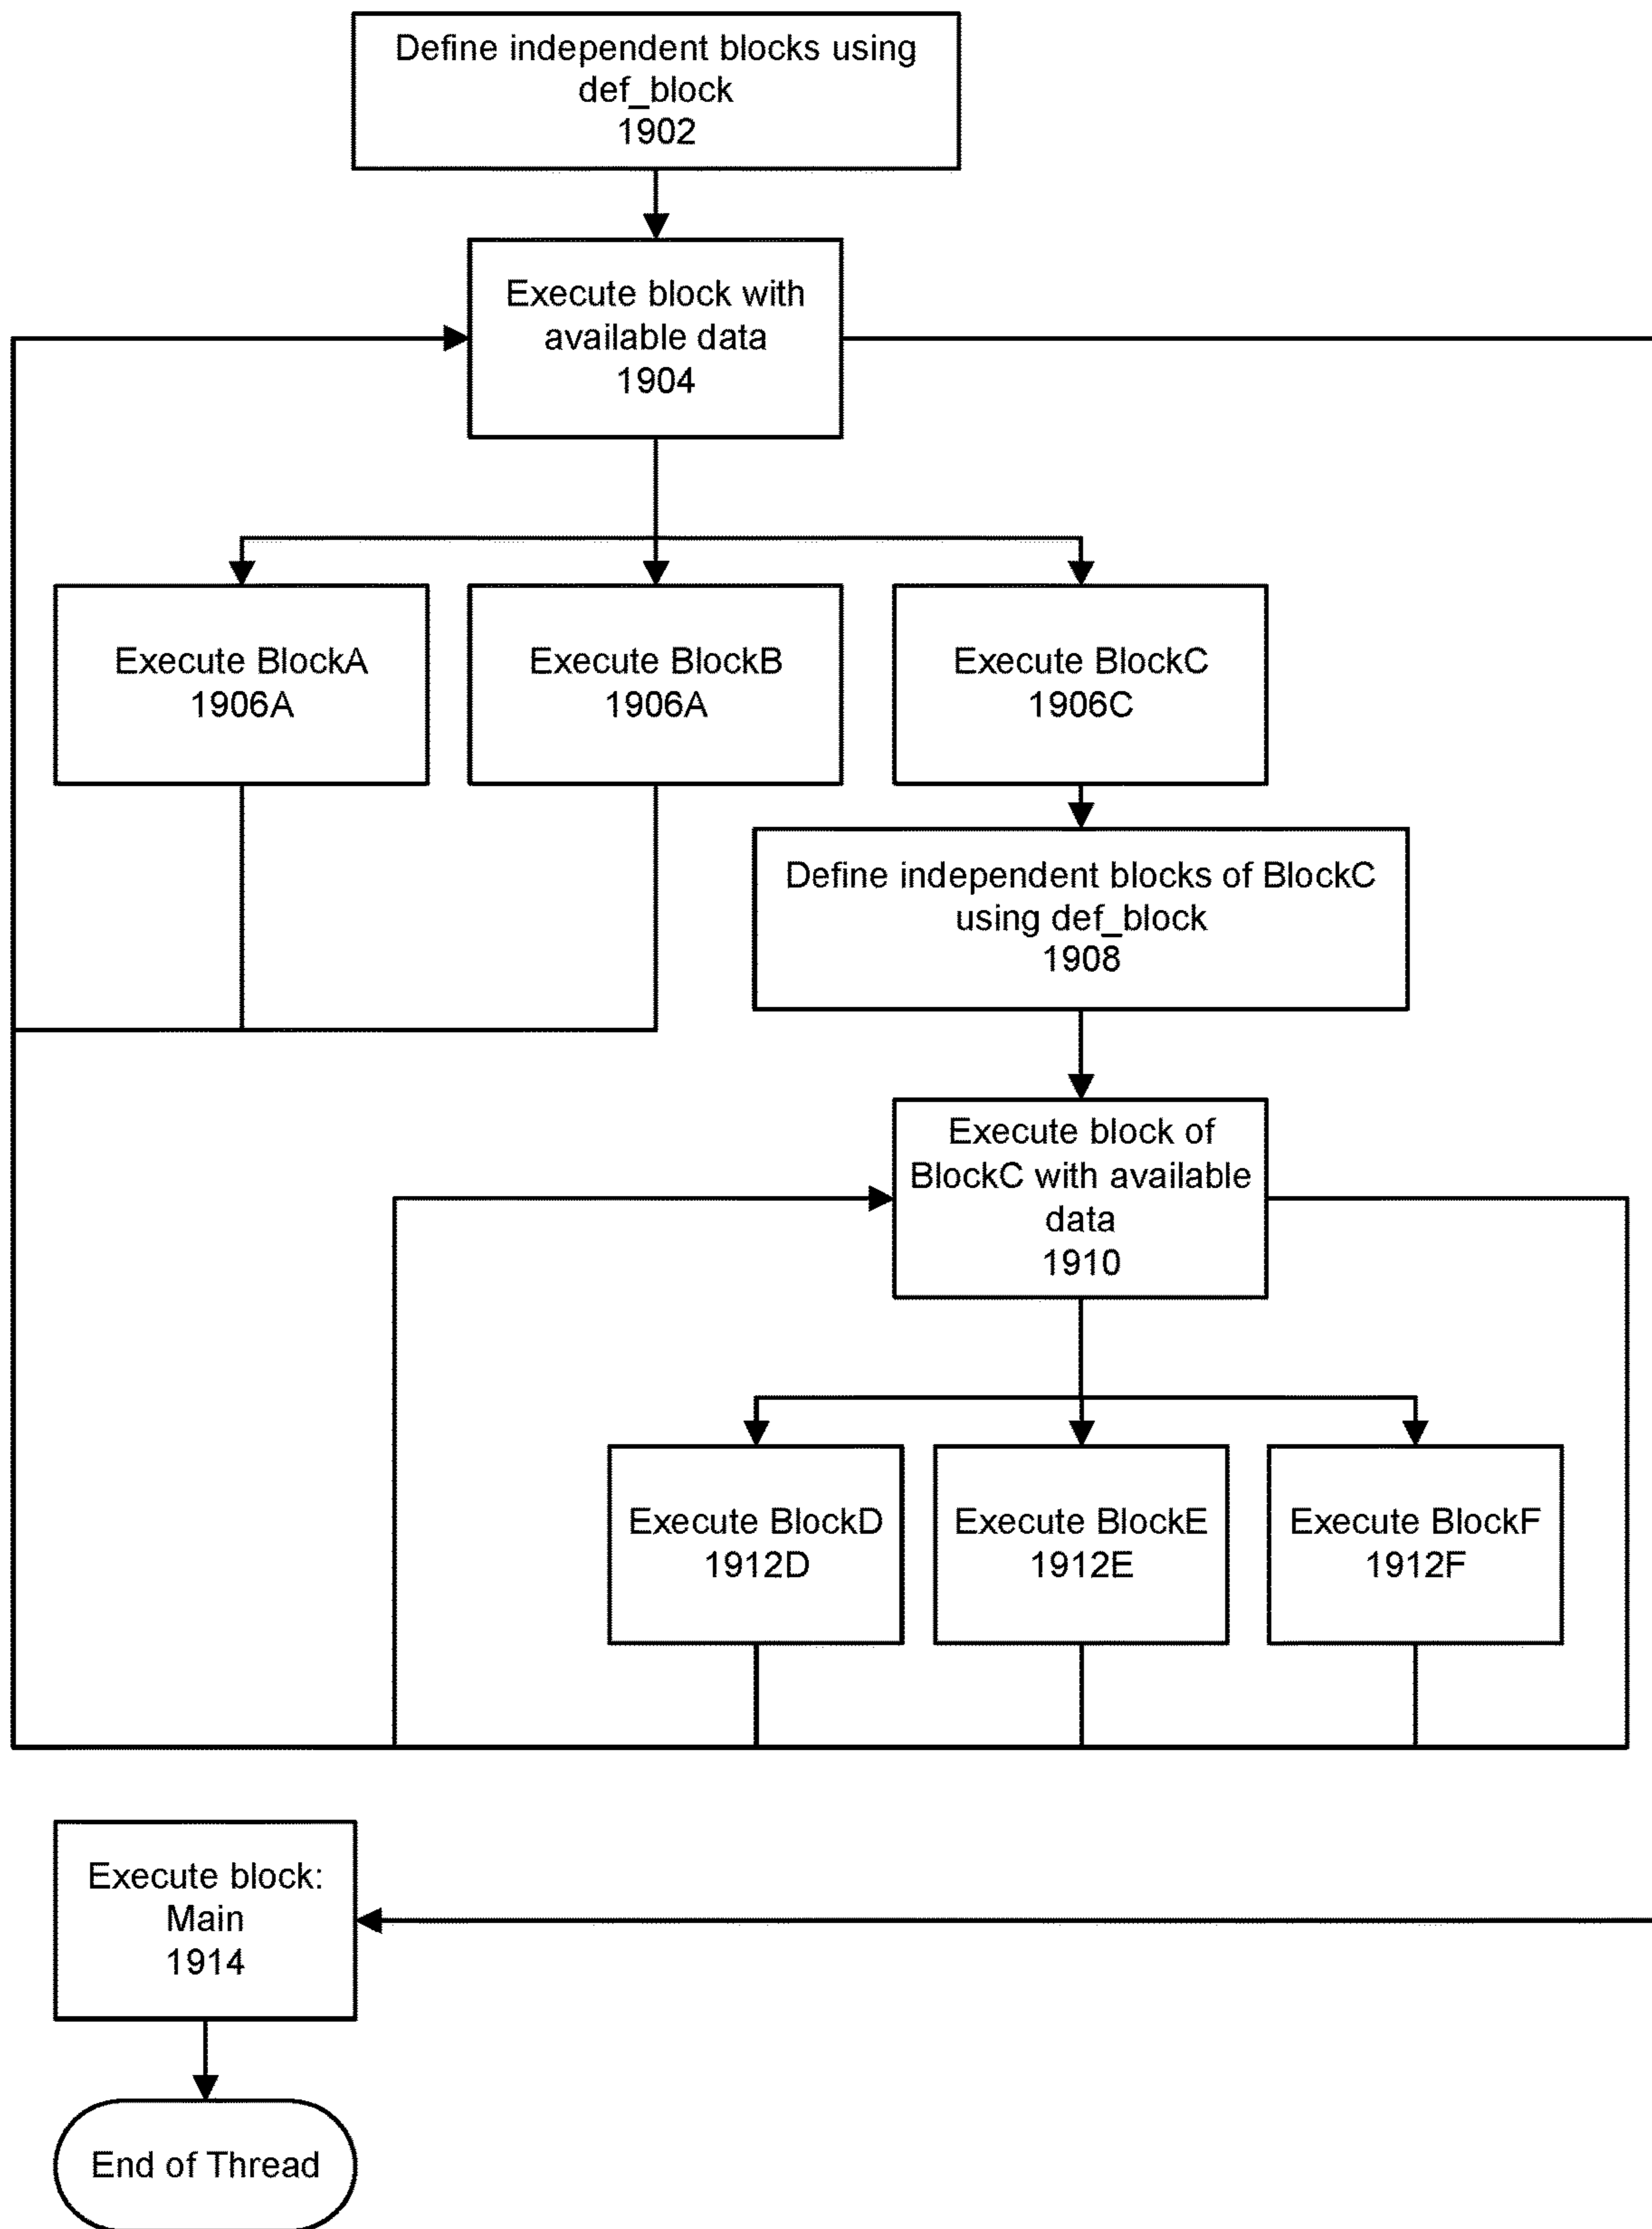 Define independent blocks using
def_block
1902
Execute block with
available data
1904
Execute BlockA
1906A
Execute BlockB
1906A
Execute BlockC
1906C
Define independent blocks of BlockC
using def_block
1908
Execute block of
BlockC with available
data
1910
Execute BlockD
1912D
Execute BlockE
1912E
Execute BlockF
1912F
Execute block:
Main
1914
End of Thread